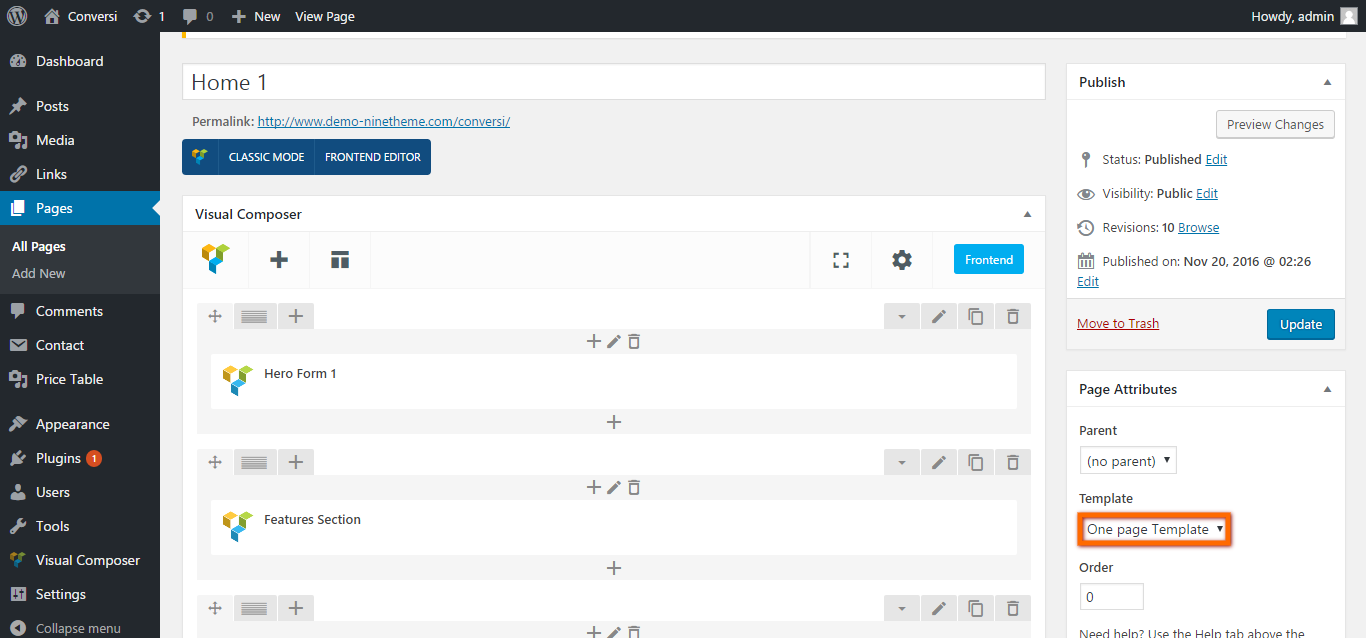 Conversi 1 0 New View Page Howdy, admin
Dashboard
Posts
Media
Links
Pages
All Pages
Add New
Comments
Contact
Price Table
Appearance
Plugins 1
Users
Tools
Visual Composer
Settings
Collapse menu
Home 1
Permalink: http://www.demo-ninetheme.com/conversi/
CLASSIC MODE FRONTEND EDITOR
Visual Composer
Frontend
Hero Form 1
Features Section
Publish
Preview Changes
Status: Published Edit
Visibility: Public Edit
Revisions: 10 Browse
Published on: Nov 20, 2016 @ 02:26
Edit
Move to Trash Update
Page Attributes
Parent
(no parent)
Template
One page Template
Order
0
Need help? Use the Help tab above the